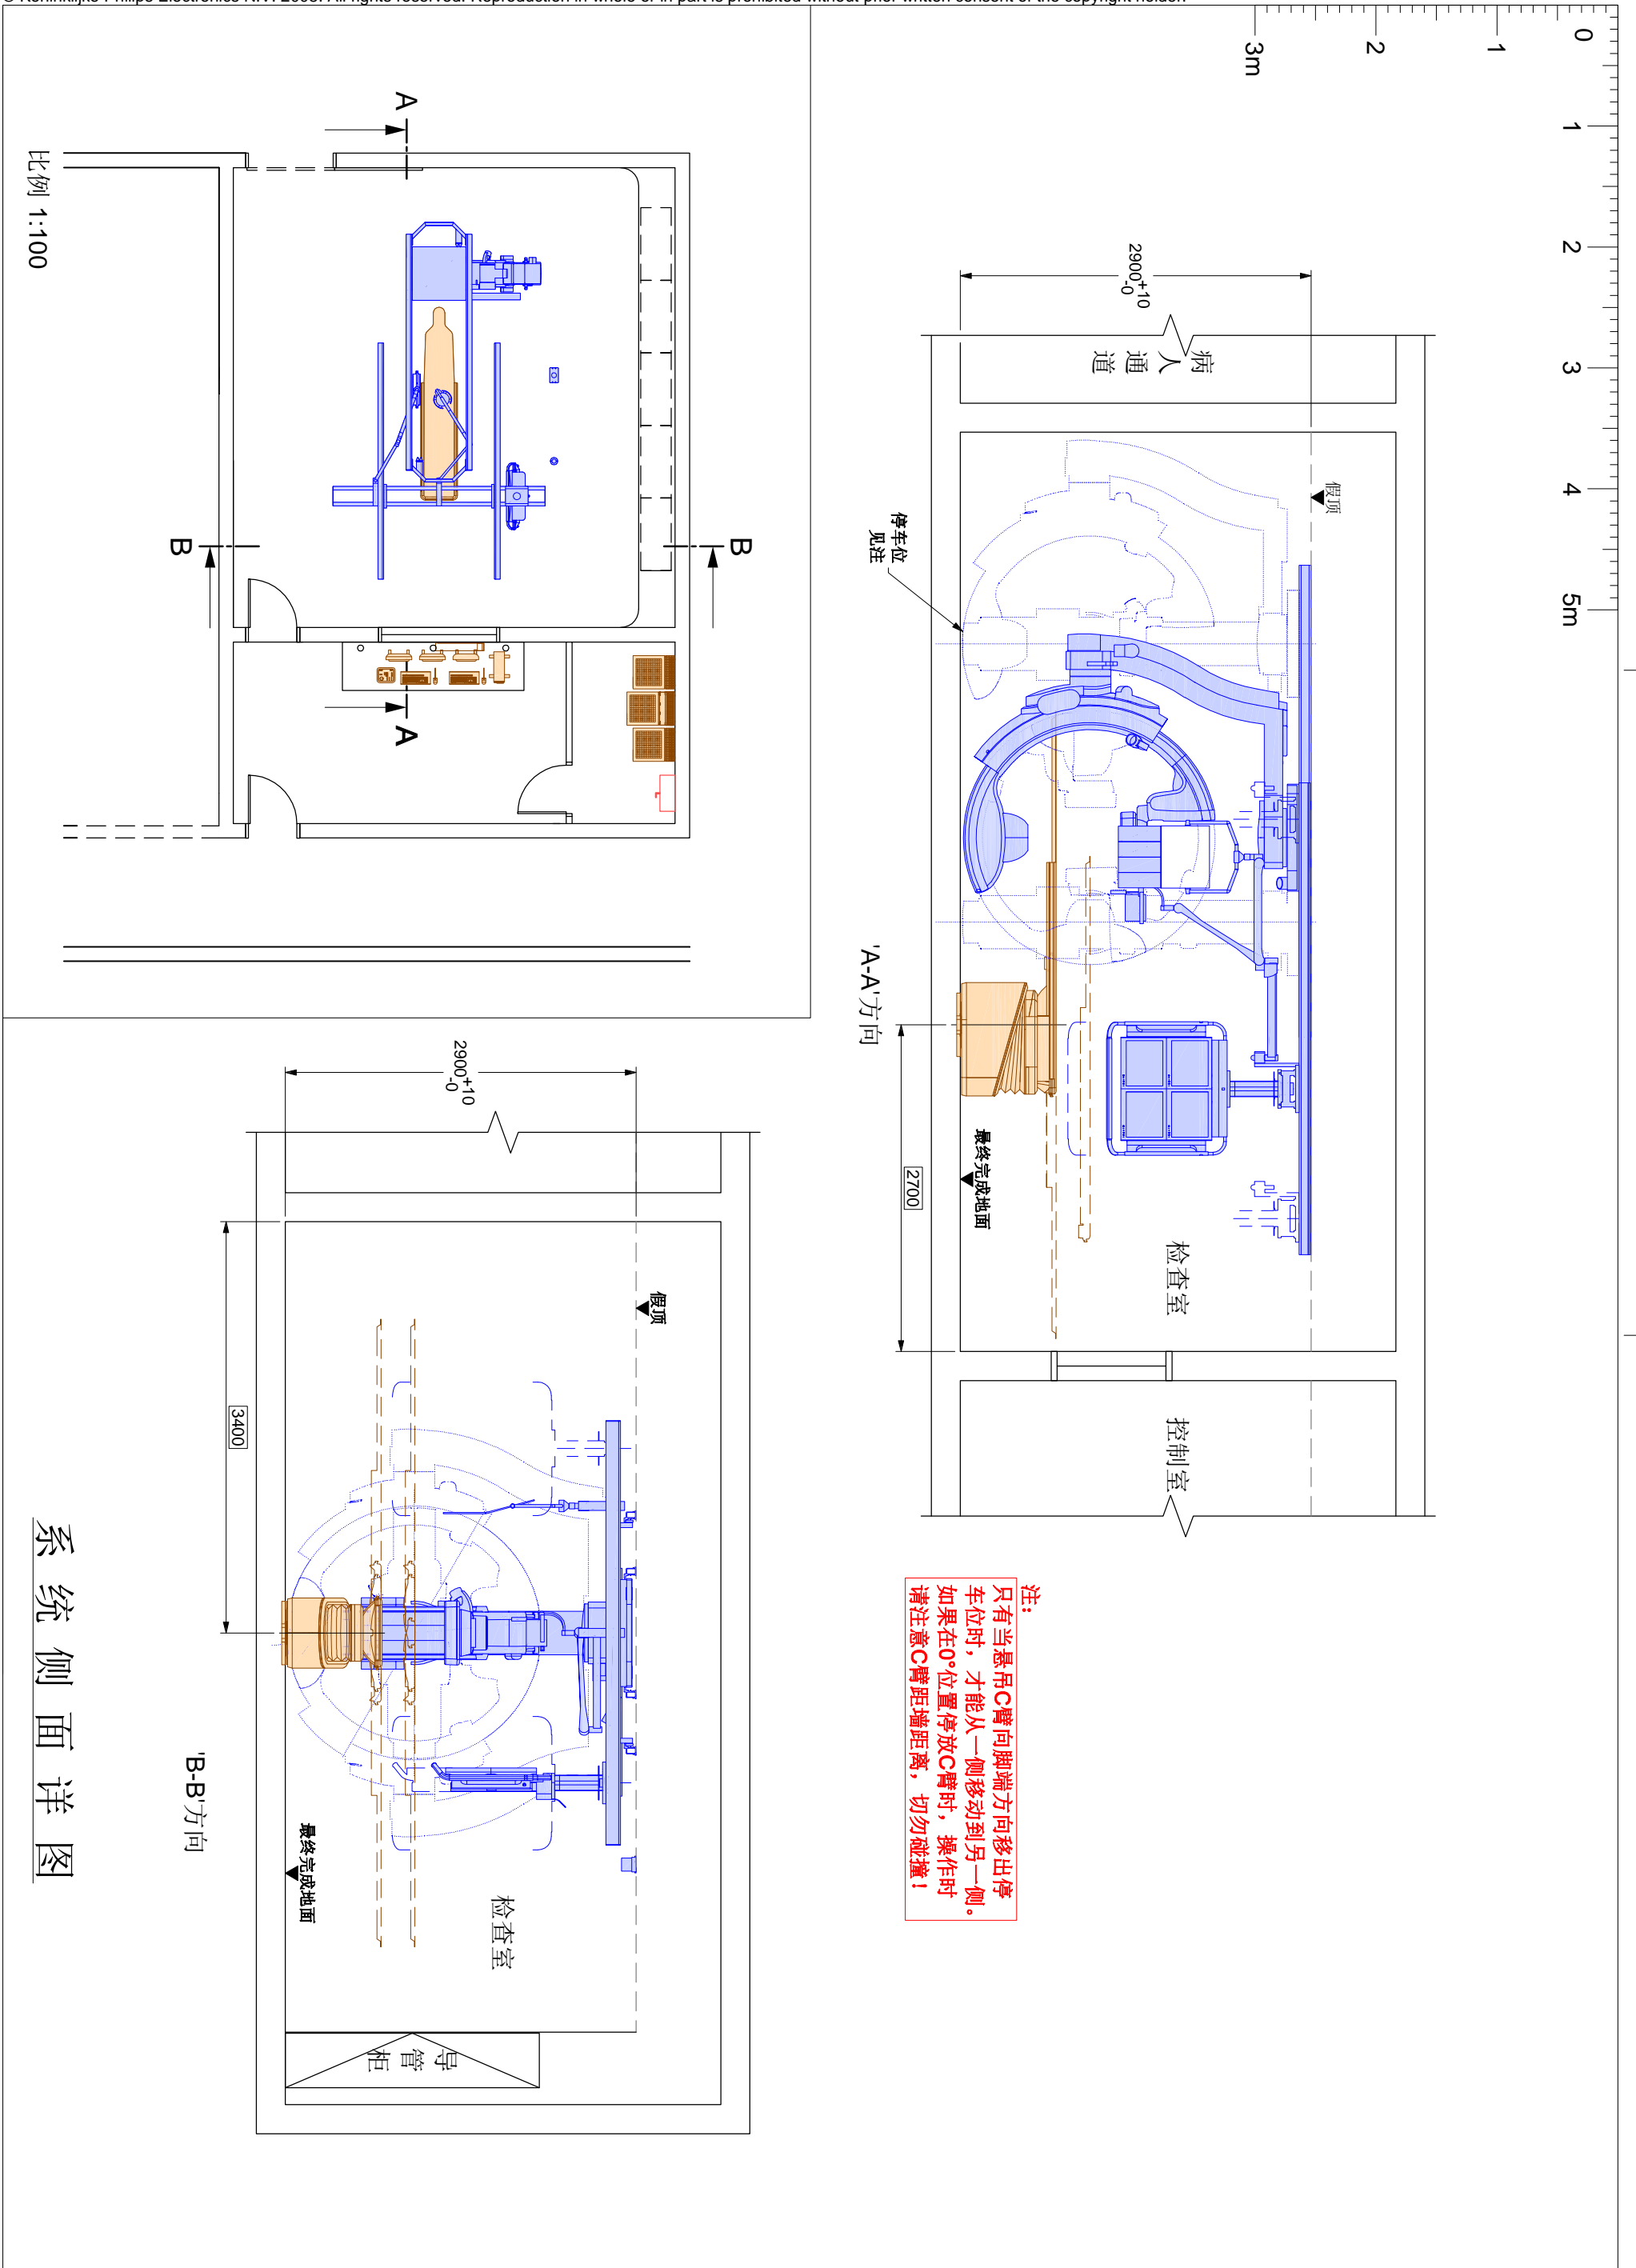 © Koninklijke Philips Electronics N.V. All rights reserved. Reproduction in whole or in part is prohibited without prior written consent of the copyright holder.
0
1
2
3
4
5m
1
2
3m
2900 +10 -0
病人通道
假顶
停车位
见注
'A-A'方向
2700
最终完成地面
检查室
控制室
注:
只有当悬吊C臂向脚端方向移出停
车位时，才能从一侧移动到另一侧。
如果在0°位置停放C臂时，操作时
请注意C臂距墙距离，切勿碰撞！
A
A
B
B
比例 1:100
2900 +10 -0
假顶
3400
最终完成地面
检查室
导管柜
'B-B'方向
系统侧面详图